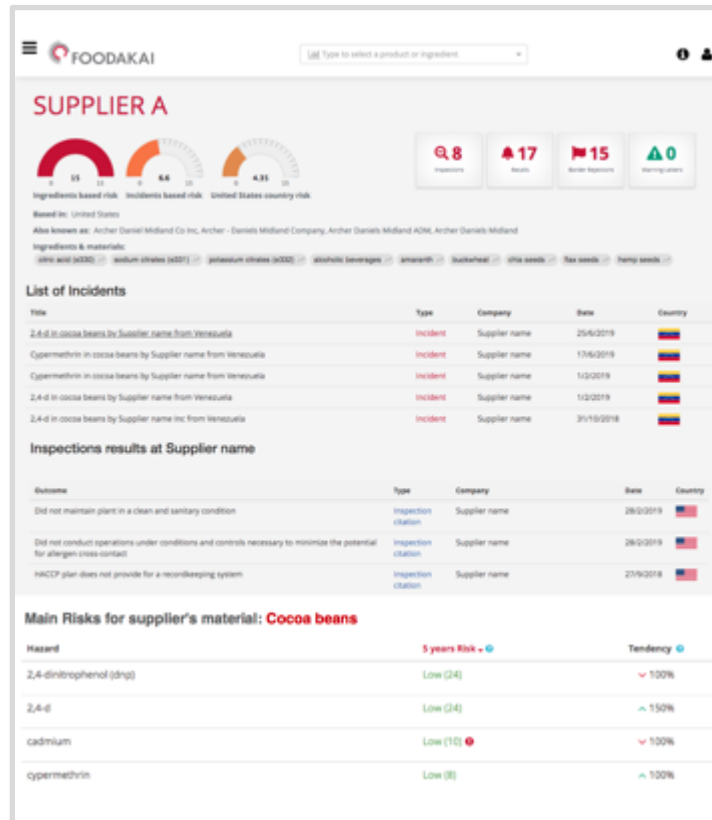 FOODAKAI
Type to select a product or ingredient
SUPPLIER A
15
0 15
Ingredients based risk
6.6
0 15
Incidents based risk
4.35
0 15
United States country risk
8
Inspections
17
Recalls
15
Border Rejections
0
Warning Letters
Based in: United States
Also known as: Archer Daniel Midland Co Inc, Archer - Daniels Midland Company, Archer Daniels Midland ADM, Archer Daniels Midland
Ingredients & materials:
citric acid (e330) sodium citrates (e331) potassium citrates (e332) alcoholic beverages amaranth buckwheat chia seeds flax seeds hemp seeds
List of Incidents
Title Type Company Date Country
2,4-d in cocoa beans by Supplier name from Venezuela Incident Supplier name 25/6/2019
Cypermethrin in cocoa beans by Supplier name from Venezuela Incident Supplier name 17/6/2019
Cypermethrin in cocoa beans by Supplier name from Venezuela Incident Supplier name 1/2/2019
2,4-d in cocoa beans by Supplier name from Venezuela Incident Supplier name 1/2/2019
2,4-d in cocoa beans by Supplier name inc from Venezuela Incident Supplier name 31/10/2018
Inspections results at Supplier name
Outcome Type Company Date Country
Did not maintain plant in a clean and sanitary condition Inspection citation Supplier name 28/2/2019
Did not conduct operations under conditions and controls necessary to minimize the potential
for allergen cross-contact Inspection citation Supplier name 28/2/2019
HACCP plan does not provide for a recordkeeping system Inspection citation Supplier name 27/9/2018
Main Risks for supplier's material: Cocoa beans
Hazard 5 years Risk Tendency
2,4-dinitrophenol (dnp) Low (24) 100%
2,4-d Low (24) 150%
cadmium Low (10) 100%
cypermethrin Low (8) 100%